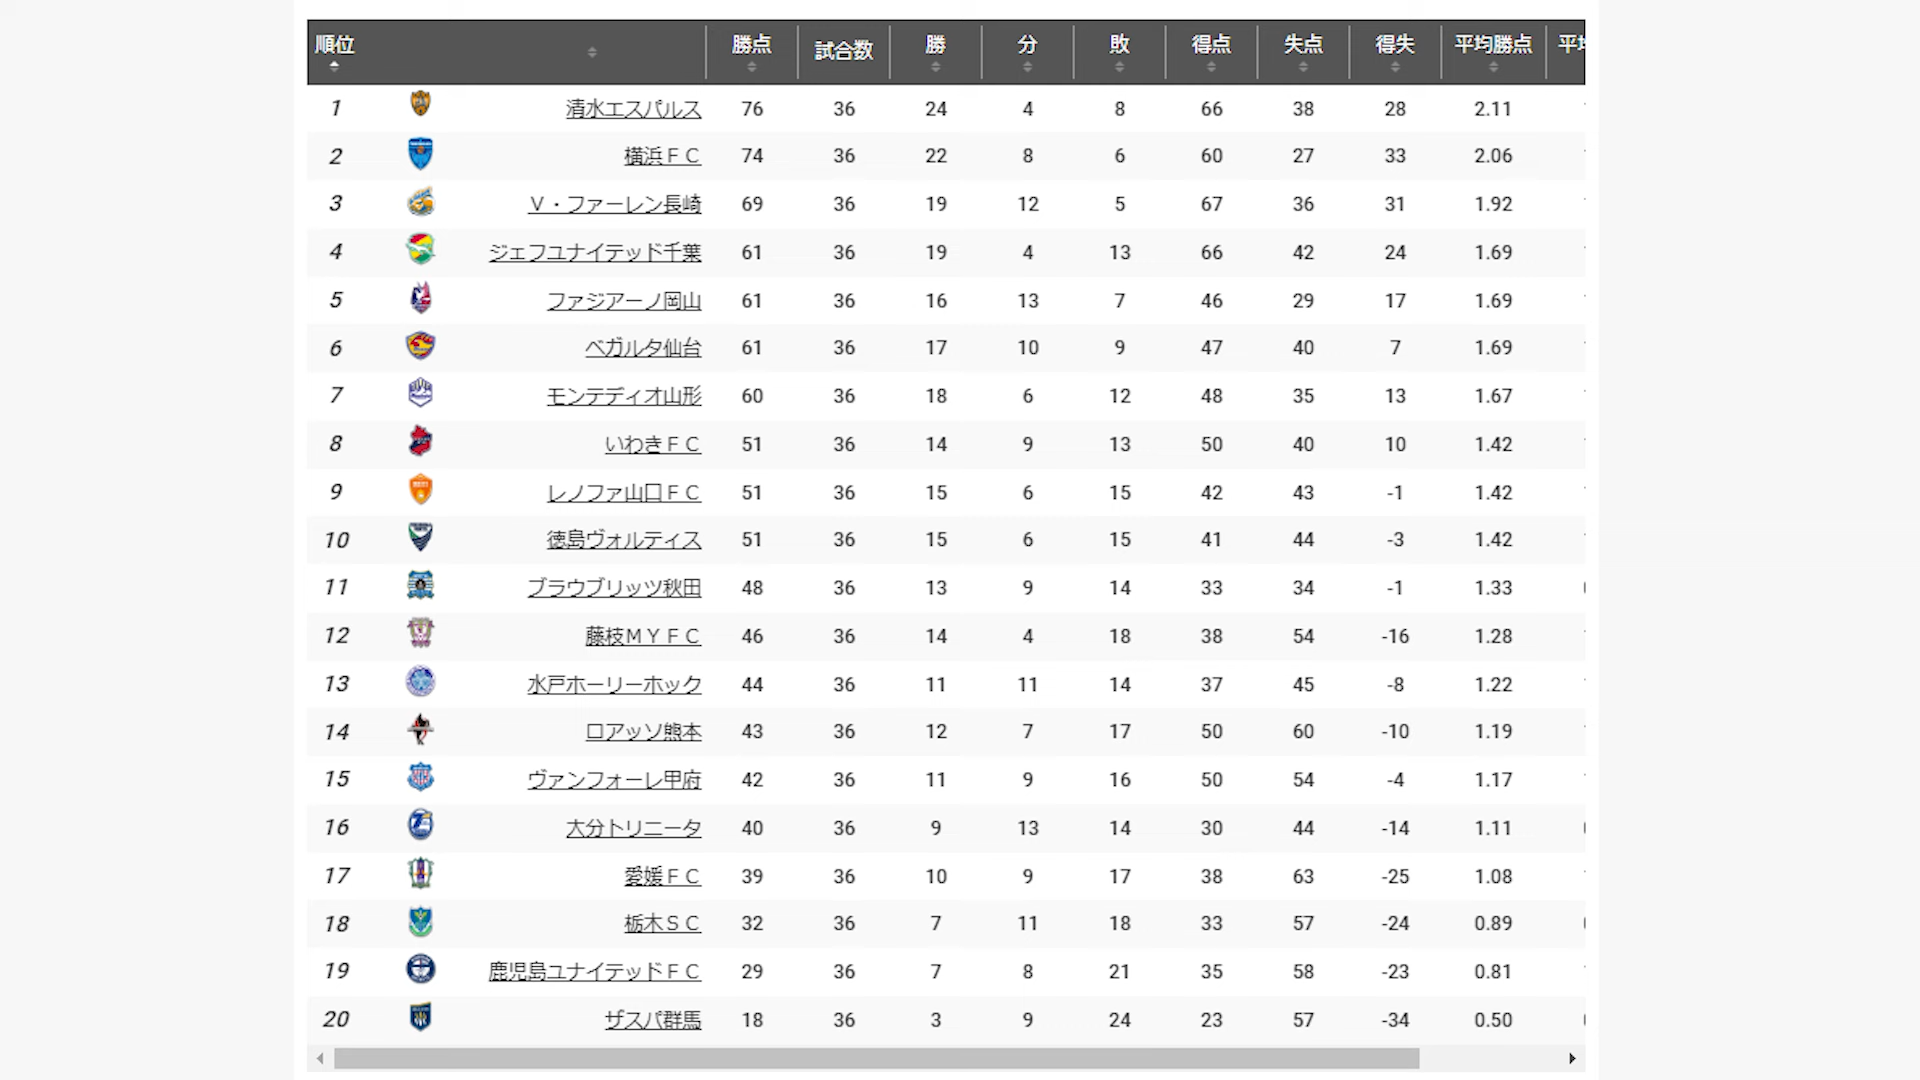 順位 勝点 試合数 勝 分 敗 得点 失点 得失 平均勝点
1 清水エスパルス 76 36 24 4 8 66 38 28 2.11
2 横浜ＦＣ 74 36 22 8 6 60 27 33 2.06
3 Ｖ・ファーレン長崎 69 36 19 12 5 67 36 31 1.92
4 ジェフユナイテッド千葉 61 36 19 4 13 66 42 24 1.69
5 ファジアーノ岡山 61 36 16 13 7 46 29 17 1.69
6 ベガルタ仙台 61 36 17 10 9 47 40 7 1.69
7 モンテディオ山形 60 36 18 6 12 48 35 13 1.67
8 いわきＦＣ 51 36 14 9 13 50 40 10 1.42
9 レノファ山口ＦＣ 51 36 15 6 15 42 43 -1 1.42
10 徳島ヴォルティス 51 36 15 6 15 41 44 -3 1.42
11 ブラウブリッツ秋田 48 36 13 9 14 33 34 -1 1.33
12 藤枝ＭＹＦＣ 46 36 14 4 18 38 54 -16 1.28
13 水戸ホーリーホック 44 36 11 11 14 37 45 -8 1.22
14 ロアッソ熊本 43 36 12 7 17 50 60 -10 1.19
15 ヴァンフォーレ甲府 42 36 11 9 16 50 54 -4 1.17
16 大分トリニータ 40 36 9 13 14 30 44 -14 1.11
17 愛媛ＦＣ 39 36 10 9 17 38 63 -25 1.08
18 栃木ＳＣ 32 36 7 11 18 33 57 -24 0.89
19 鹿児島ユナイテッドＦＣ 29 36 7 8 21 35 58 -23 0.81
20 ザスパ群馬 18 36 3 9 24 23 57 -34 0.50